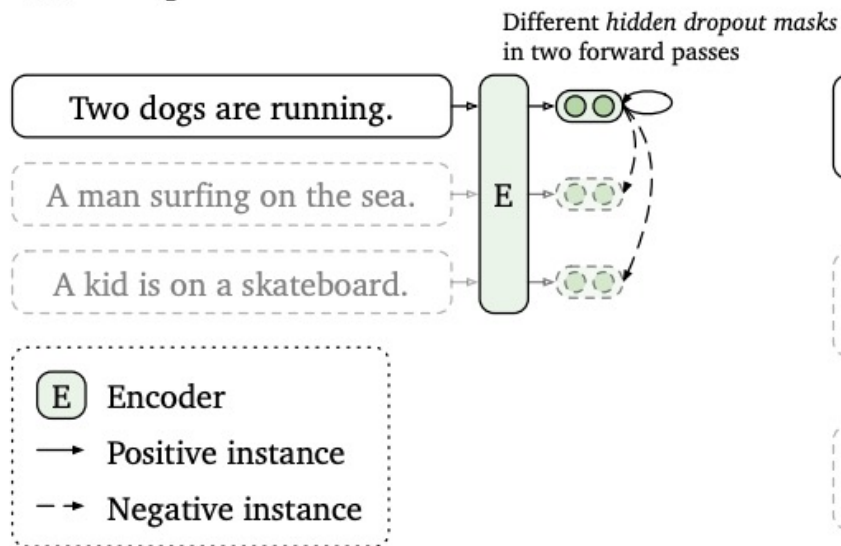 Different hidden dropout masks
in two forward passes
Two dogs are running.
A man surfing on the sea.
E
A kid is on a skateboard.
E Encoder
Positive instance
Negative instance